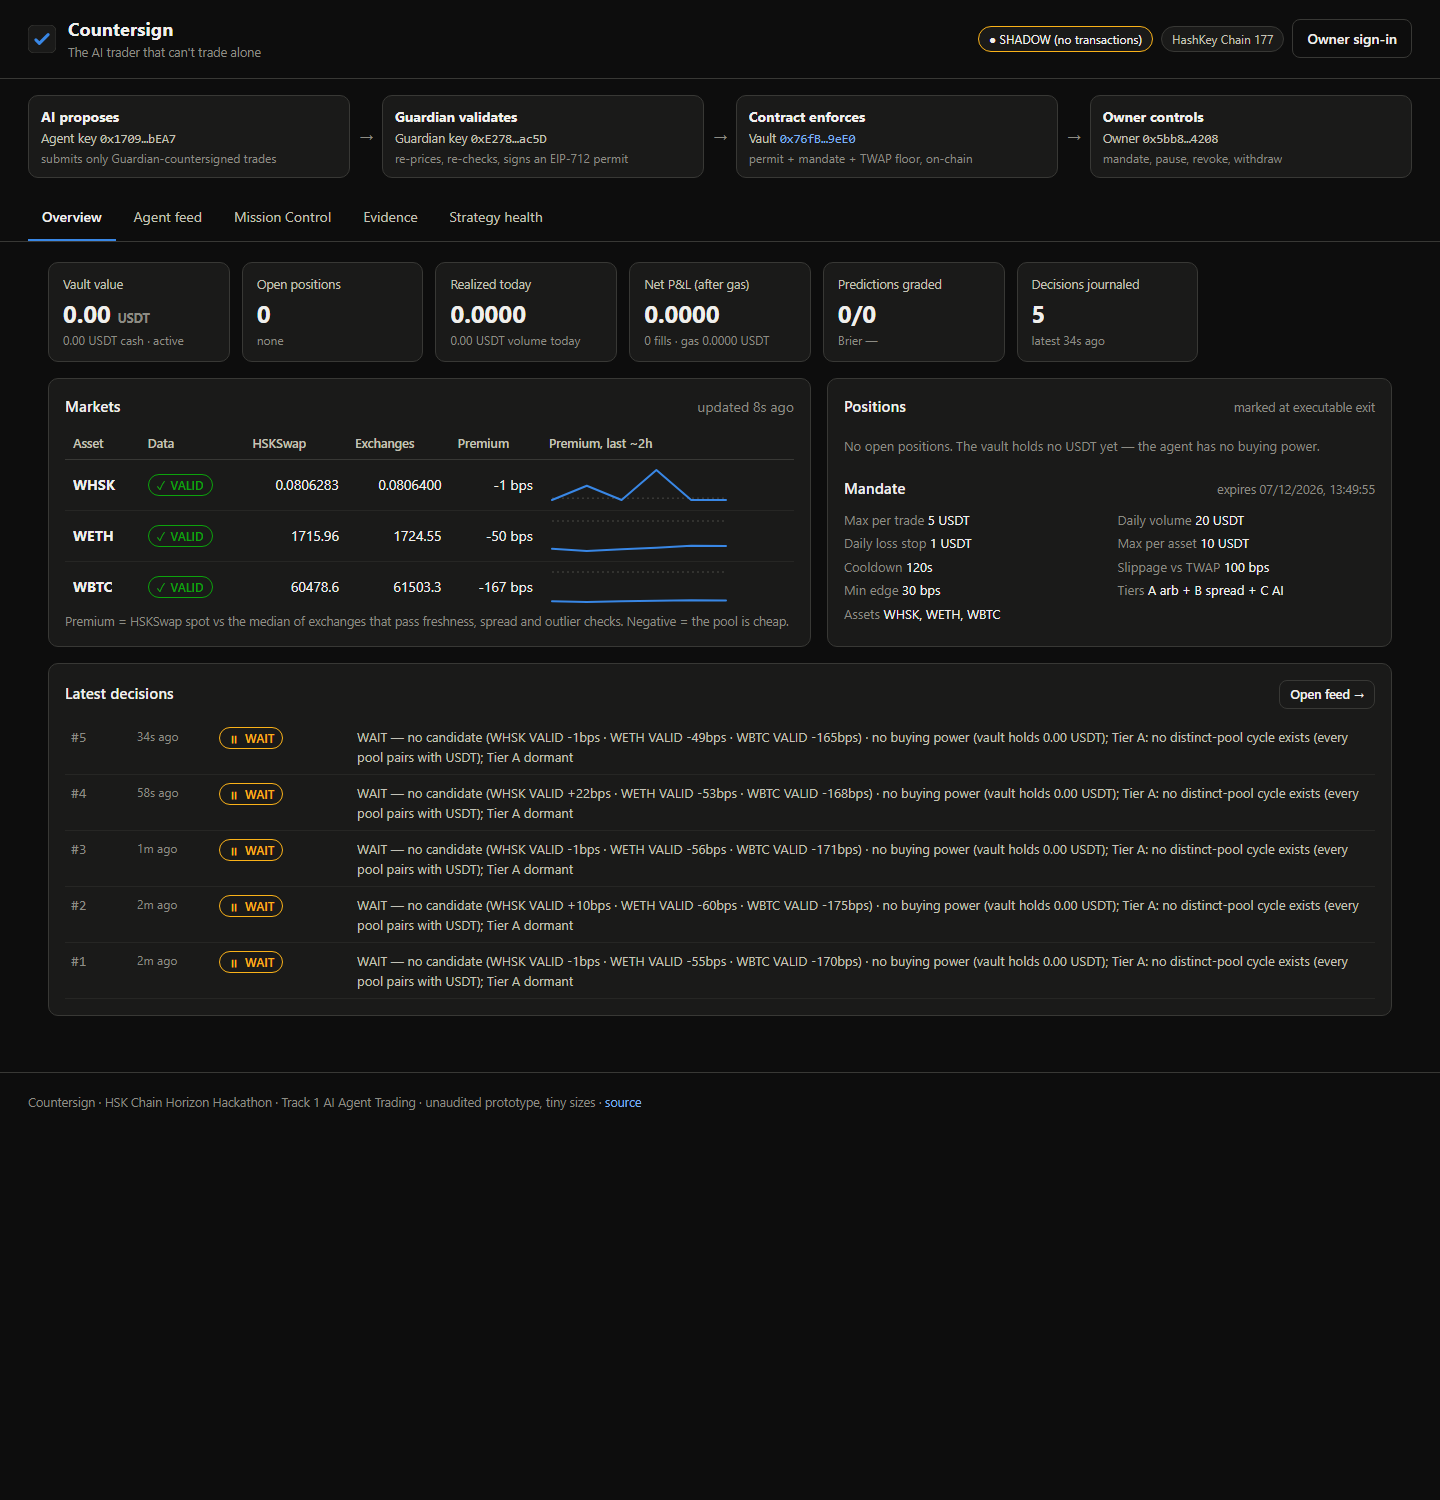 Countersign
The AI trader that can't trade alone
● SHADOW (no transactions)
HashKey Chain 177
Owner sign-in
AI proposes
Agent key 0x1709…bEA7
submits only Guardian-countersigned trades
→
Guardian validates
Guardian key 0xE278…ac5D
re-prices, re-checks, signs an EIP-712 permit
→
Contract enforces
Vault 0x76fB…9eE0
permit + mandate + TWAP floor, on-chain
→
Owner controls
Owner 0x5bb8…4208
mandate, pause, revoke, withdraw
Overview
Agent feed
Mission Control
Evidence
Strategy health
Vault value
0.00 USDT
0.00 USDT cash · active
Open positions
0
none
Realized today
0.0000
0.00 USDT volume today
Net P&L (after gas)
0.0000
0 fills · gas 0.0000 USDT
Predictions graded
0/0
Brier —
Decisions journaled
5
latest 34s ago
Markets
updated 8s ago
Asset Data HSKSwap Exchanges Premium Premium, last ~2h
WHSK ✓ VALID 0.0806283 0.0806400 -1 bps
WETH ✓ VALID 1715.96 1724.55 -50 bps
WBTC ✓ VALID 60478.6 61503.3 -167 bps
Premium = HSKSwap spot vs the median of exchanges that pass freshness, spread and outlier checks. Negative = the pool is cheap.
Positions
marked at executable exit
No open positions. The vault holds no USDT yet — the agent has no buying power.
Mandate
expires 07/12/2026, 13:49:55
Max per trade 5 USDT
Daily volume 20 USDT
Daily loss stop 1 USDT
Max per asset 10 USDT
Cooldown 120s
Slippage vs TWAP 100 bps
Min edge 30 bps
Tiers A arb + B spread + C AI
Assets WHSK, WETH, WBTC
Latest decisions
Open feed →
#5 34s ago ⏸ WAIT WAIT — no candidate (WHSK VALID -1bps · WETH VALID -49bps · WBTC VALID -165bps) · no buying power (vault holds 0.00 USDT); Tier A: no distinct-pool cycle exists (every
pool pairs with USDT); Tier A dormant
#4 58s ago ⏸ WAIT WAIT — no candidate (WHSK VALID +22bps · WETH VALID -53bps · WBTC VALID -168bps) · no buying power (vault holds 0.00 USDT); Tier A: no distinct-pool cycle exists (every
pool pairs with USDT); Tier A dormant
#3 1m ago ⏸ WAIT WAIT — no candidate (WHSK VALID -1bps · WETH VALID -56bps · WBTC VALID -171bps) · no buying power (vault holds 0.00 USDT); Tier A: no distinct-pool cycle exists (every
pool pairs with USDT); Tier A dormant
#2 2m ago ⏸ WAIT WAIT — no candidate (WHSK VALID +10bps · WETH VALID -60bps · WBTC VALID -175bps) · no buying power (vault holds 0.00 USDT); Tier A: no distinct-pool cycle exists (every
pool pairs with USDT); Tier A dormant
#1 2m ago ⏸ WAIT WAIT — no candidate (WHSK VALID -1bps · WETH VALID -55bps · WBTC VALID -170bps) · no buying power (vault holds 0.00 USDT); Tier A: no distinct-pool cycle exists (every
pool pairs with USDT); Tier A dormant
Countersign · HSK Chain Horizon Hackathon · Track 1 AI Agent Trading · unaudited prototype, tiny sizes · source